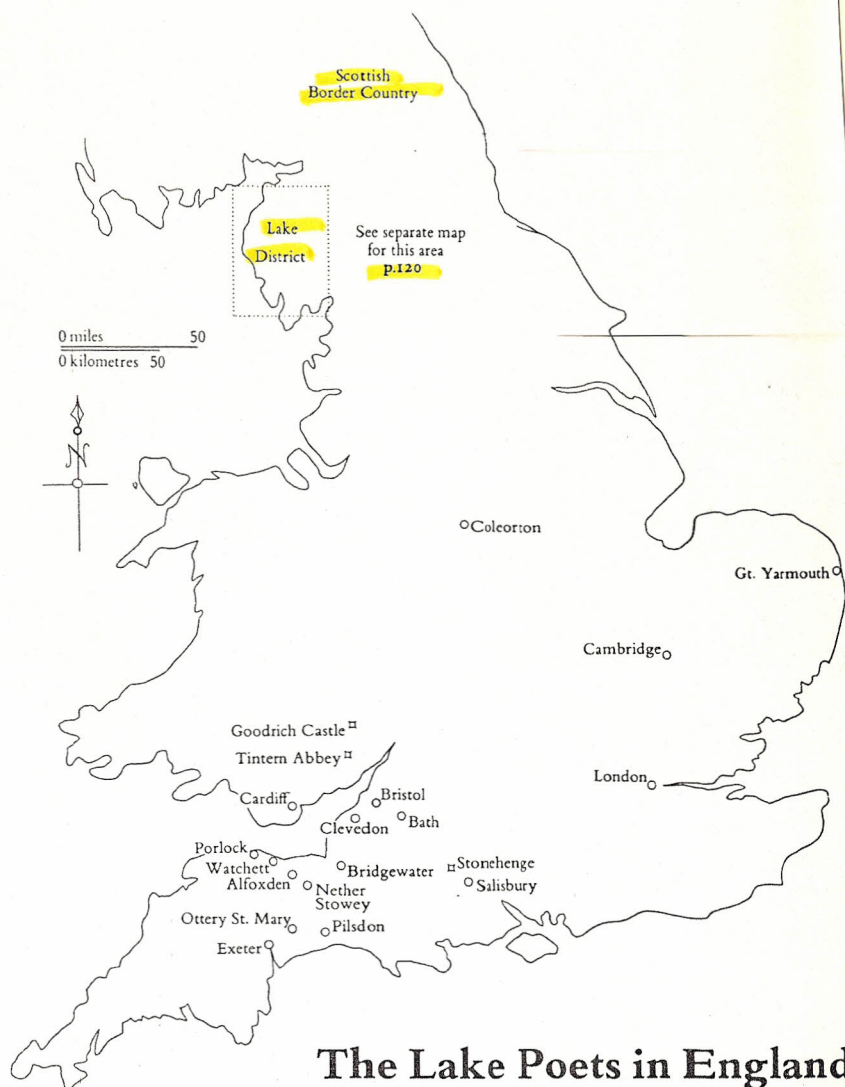 Scottish
Border Country
Lake
District
See separate map
for this area
p.120
0 miles 50
0 kilometres 50
N
Coleorton
Gt. Yarmouth
Cambridge
Goodrich Castle
Tintern Abbey
London
Cardiff
Bristol
Clevedon
Bath
Porlock
Watchett
Bridgewater
Stonehenge
Alfoxden
Salisbury
Nether
Stowey
Ottery St. Mary
Pilsdon
Exeter
The Lake Poets in England